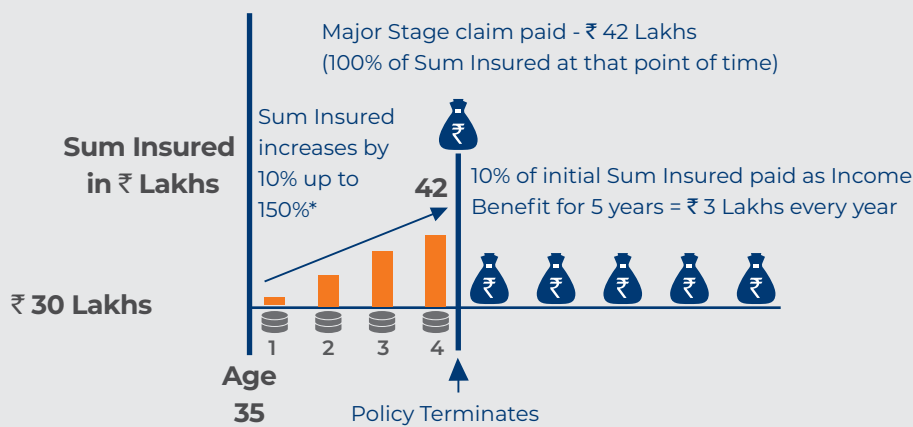 Major Stage claim paid - ₹ 42 Lakhs
(100% of Sum Insured at that point of time)
Sum Insured
increases by
10% up to
150%*
₹
Sum Insured
in ₹ Lakhs
42
10% of initial Sum Insured paid as Income
Benefit for 5 years = ₹ 3 Lakhs every year
₹ ₹ ₹ ₹ ₹
₹ 30 Lakhs
1 2 3 4
Age
35
Policy Terminates